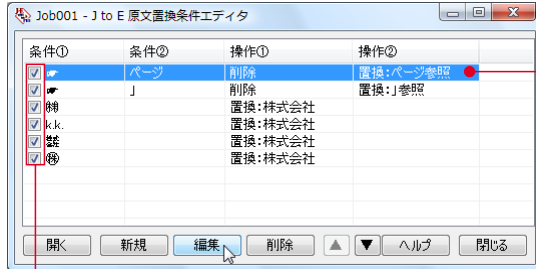 Job001 - J to E 原文置換条件エディタ
条件① 条件② 操作① 操作②
☛ ページ 削除 置換:ページ参照
☛ 」 削除 置換:」参照
㈱ 置換:株式会社
k.k. 置換:株式会社
㍿ 置換:株式会社
㊑ 置換:株式会社
開く 新規 編集 削除 ▲ ▼ ヘルプ 閉じる